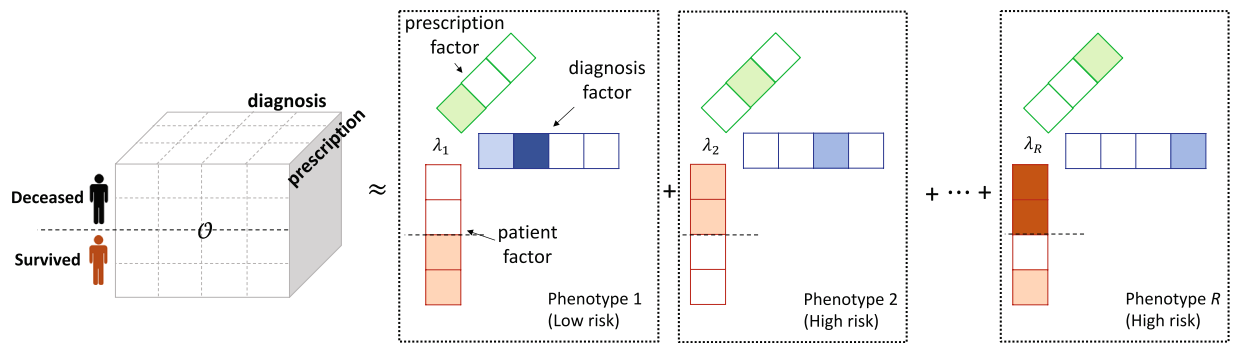 diagnosis
prescription
Deceased
Survived
𝒪
≈
prescription
factor
diagnosis
factor
λ₁
patient
factor
Phenotype 1
(Low risk)
+
λ₂
Phenotype 2
(High risk)
+ ··· +
λ_R
Phenotype R
(High risk)